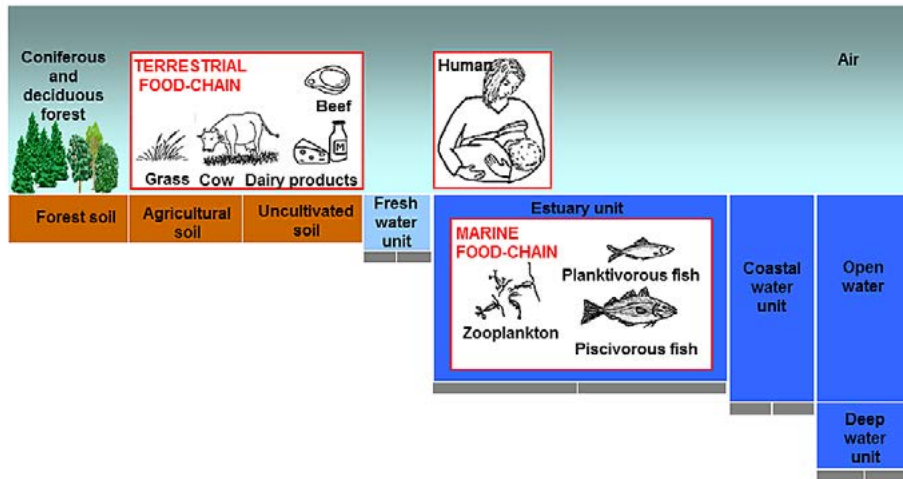 Coniferous
and
deciduous
forest
TERRESTRIAL
FOOD-CHAIN
Beef
M
Grass Cow Dairy products
Human
Air
Forest soil
Agricultural
soil
Uncultivated
soil
Fresh
water
unit
Estuary unit
MARINE
FOOD-CHAIN
Planktivorous fish
Zooplankton
Piscivorous fish
Coastal
water
unit
Open
water
Deep
water
unit